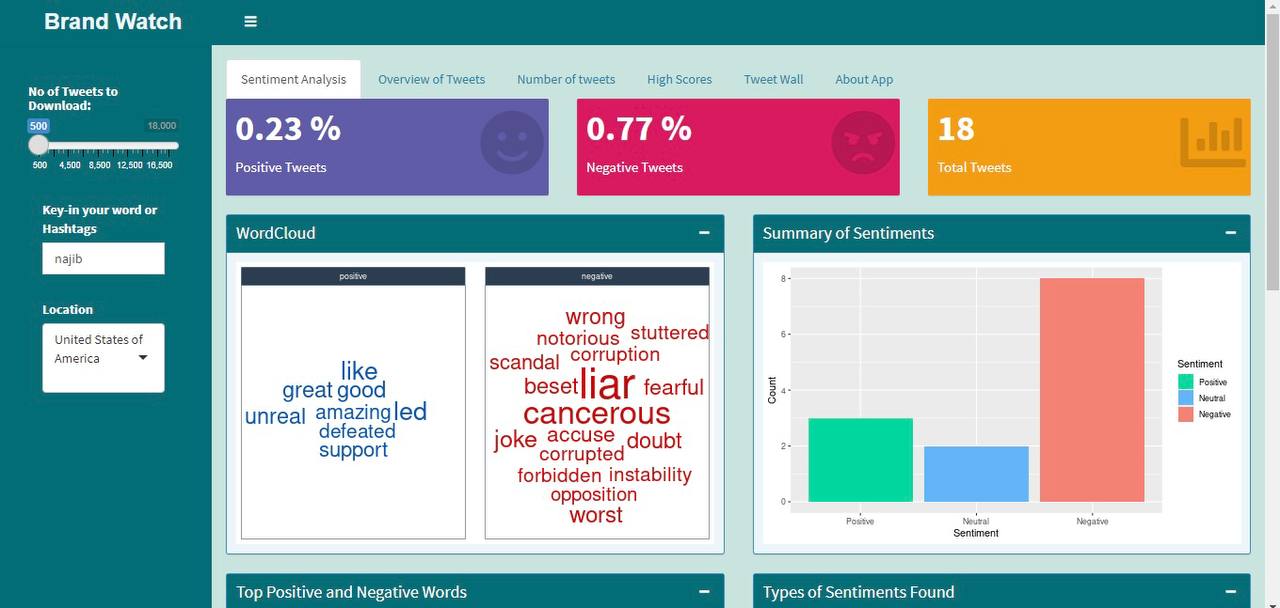 Brand Watch
No of Tweets to
Download:
500
18,000
500 4,500 8,500 12,500 16,500
Key-in your word or
Hashtags
najib
Location
United States of
America
Sentiment Analysis Overview of Tweets Number of tweets High Scores Tweet Wall About App
0.23 %
Positive Tweets
0.77 %
Negative Tweets
18
Total Tweets
WordCloud
positive
like
great good
unreal amazing led
defeated
support
negative
wrong
notorious stuttered
scandal corruption
beset liar fearful
cancerous
joke accuse doubt
corrupted
forbidden instability
opposition
worst
Summary of Sentiments
8
6
4
2
0
Count
Positive Neutral Negative
Sentiment
Sentiment
Positive
Neutral
Negative
Top Positive and Negative Words
Types of Sentiments Found